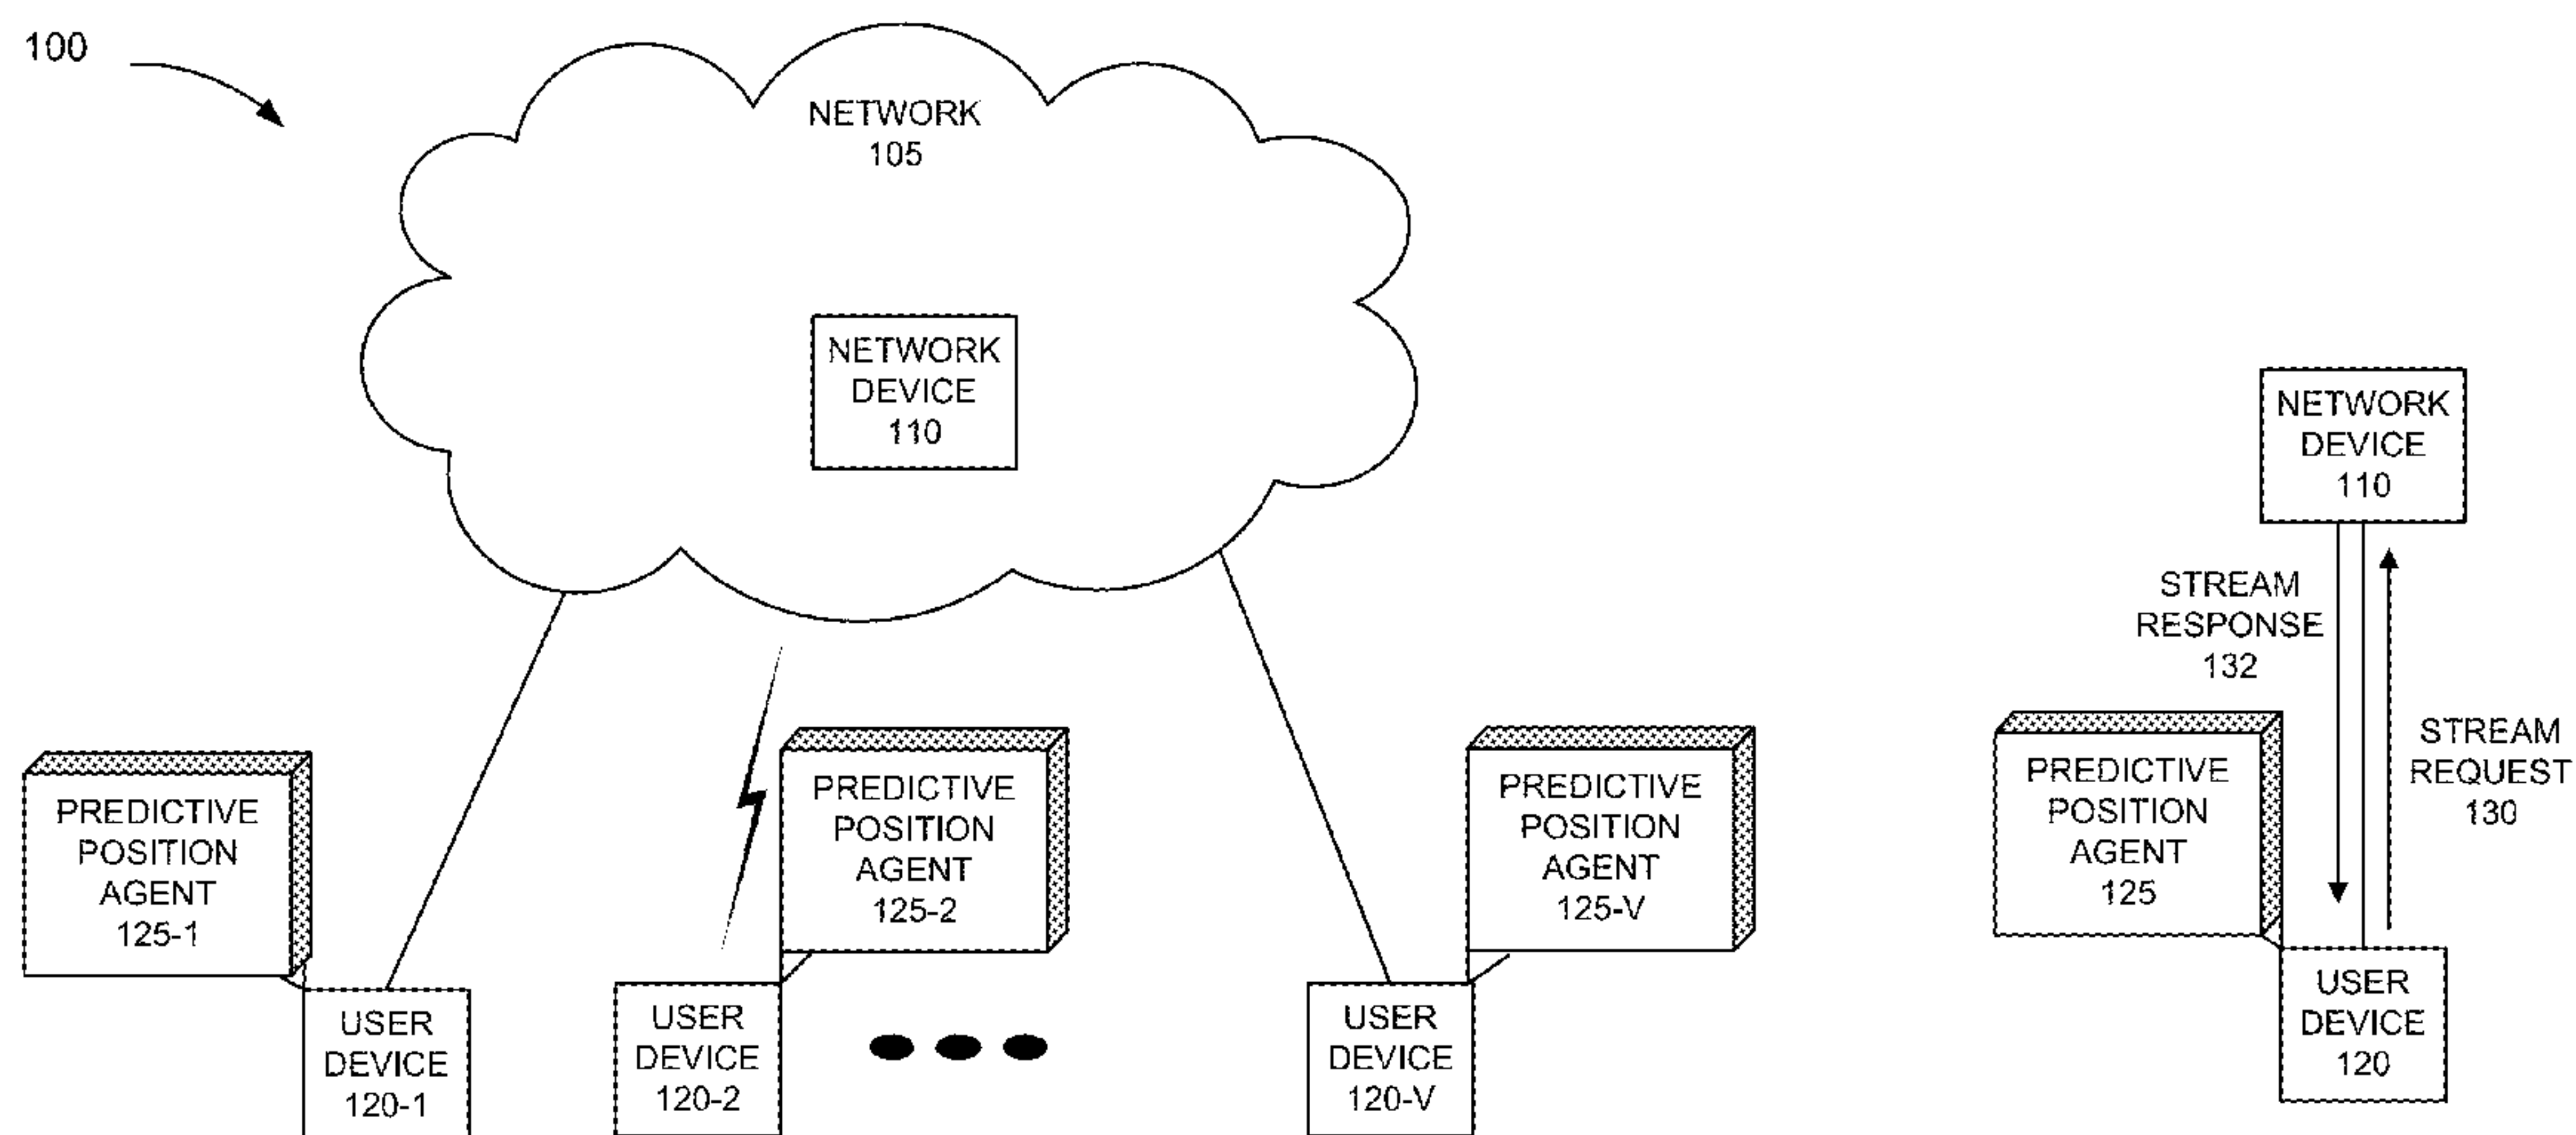 100
NETWORK
105
NETWORK
DEVICE
110
PREDICTIVE
POSITION
AGENT
125-1
USER
DEVICE
120-1
PREDICTIVE
POSITION
AGENT
125-2
USER
DEVICE
120-2
PREDICTIVE
POSITION
AGENT
125-V
USER
DEVICE
120-V
NETWORK
DEVICE
110
STREAM
RESPONSE
132
STREAM
REQUEST
130
PREDICTIVE
POSITION
AGENT
125
USER
DEVICE
120